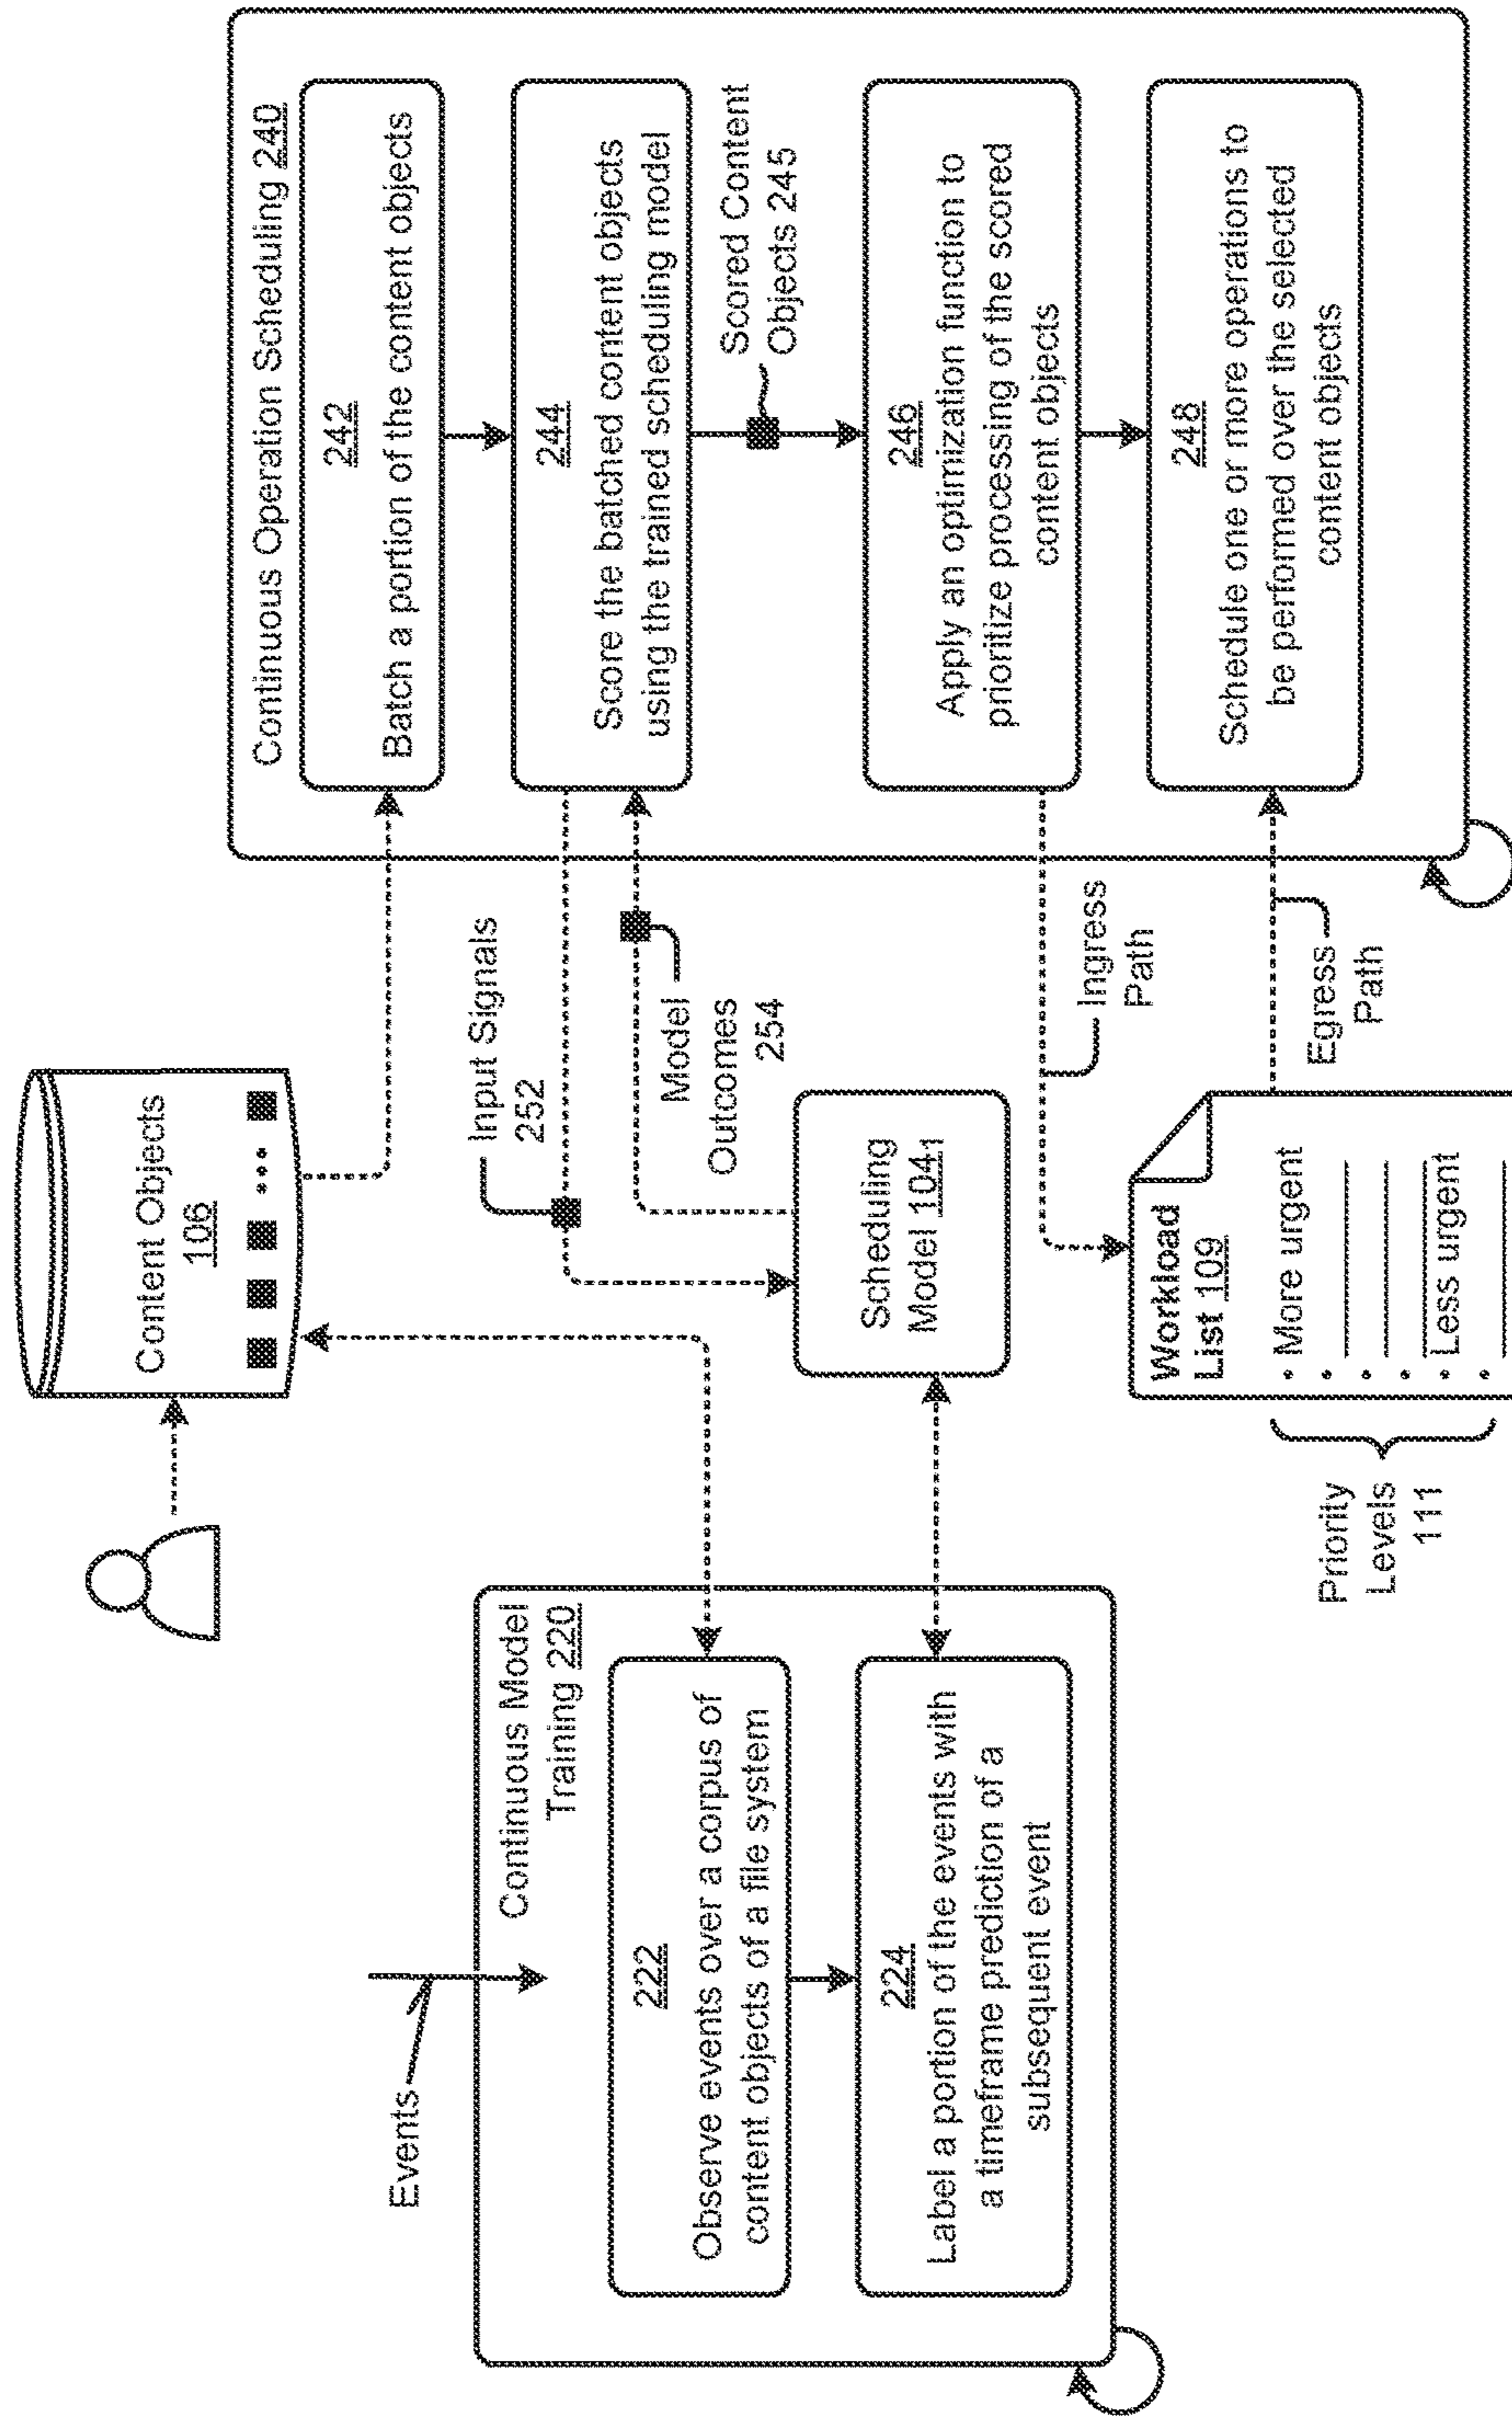 Events
Continuous Model
Training 220
222
Observe events over a corpus of
content objects of a file system
224
Label a portion of the events with
a timeframe prediction of a
subsequent event
Content Objects
106
Input Signals
252
Model
Outcomes
254
Scheduling
Model 104₁
Ingress
Path
Workload
List 109
• More urgent
•
•
•
• Less urgent
•
Priority
Levels
111
Egress
Path
Continuous Operation Scheduling 240
242
Batch a portion of the content objects
244
Score the batched content objects
using the trained scheduling model
Scored Content
Objects 245
246
Apply an optimization function to
prioritize processing of the scored
content objects
248
Schedule one or more operations to
be performed over the selected
content objects